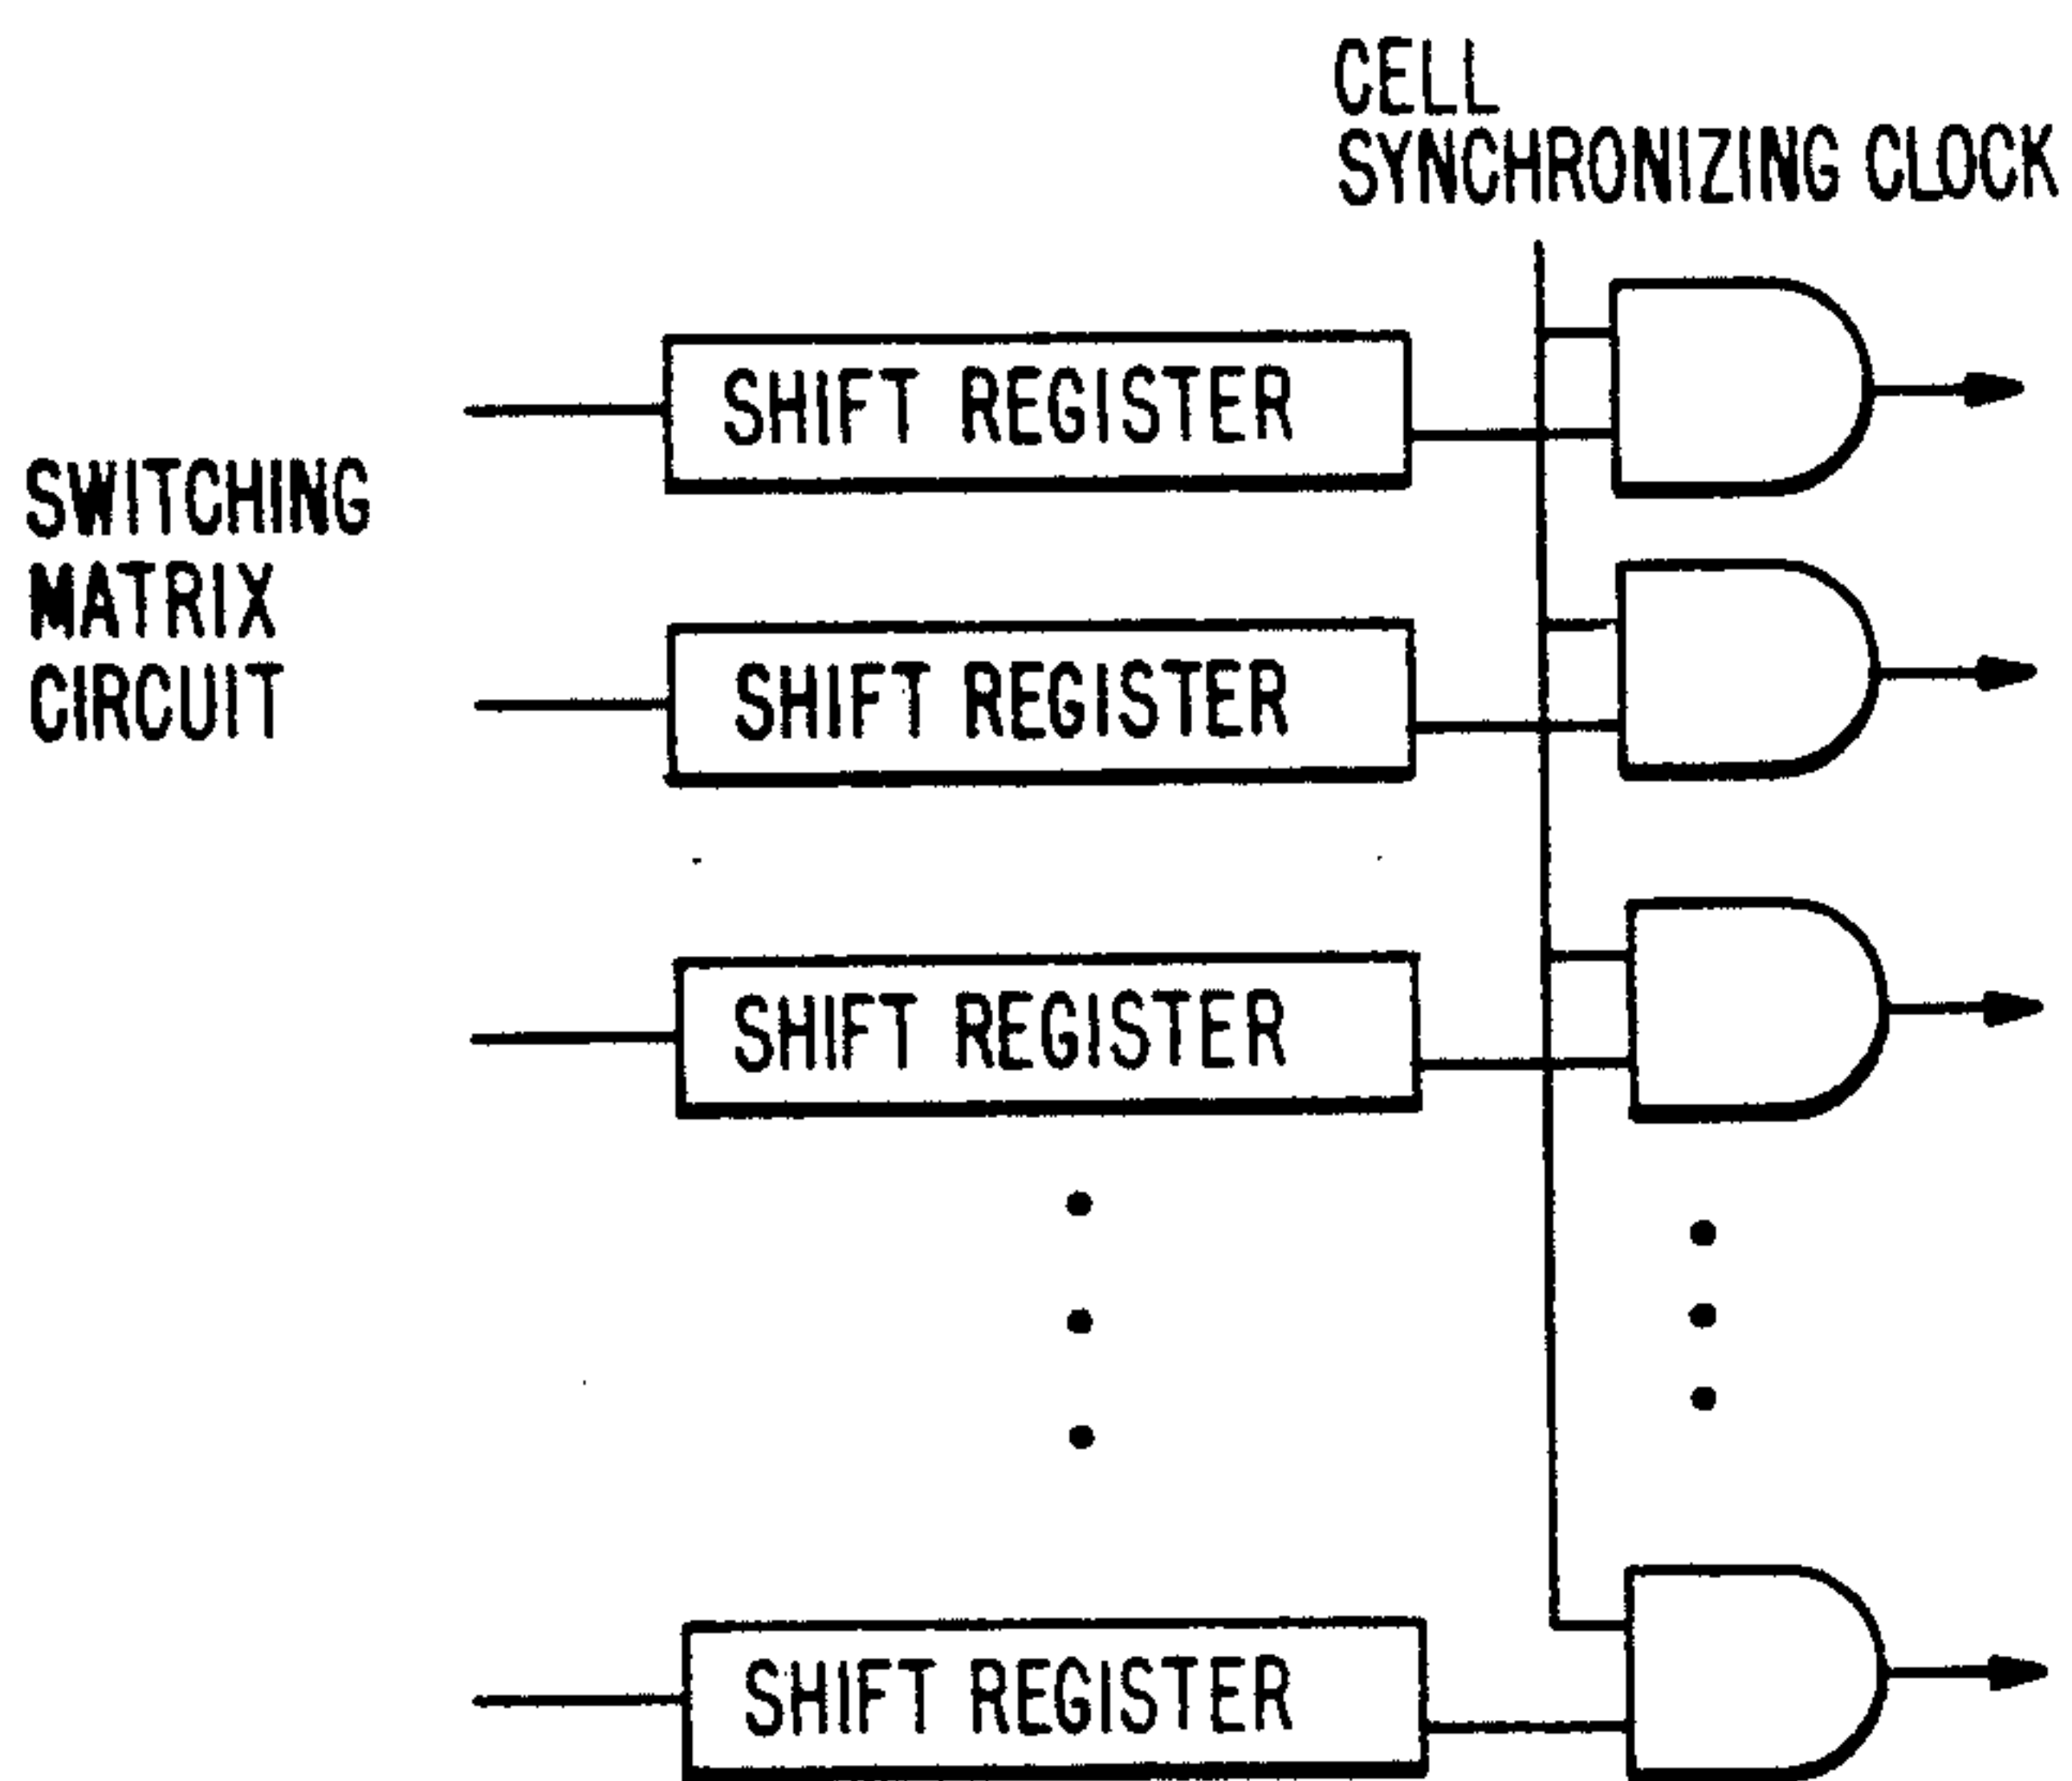 CELL
SYNCHRONIZING CLOCK
SHIFT REGISTER
SWITCHING
MATRIX
CIRCUIT
SHIFT REGISTER
SHIFT REGISTER
SHIFT REGISTER